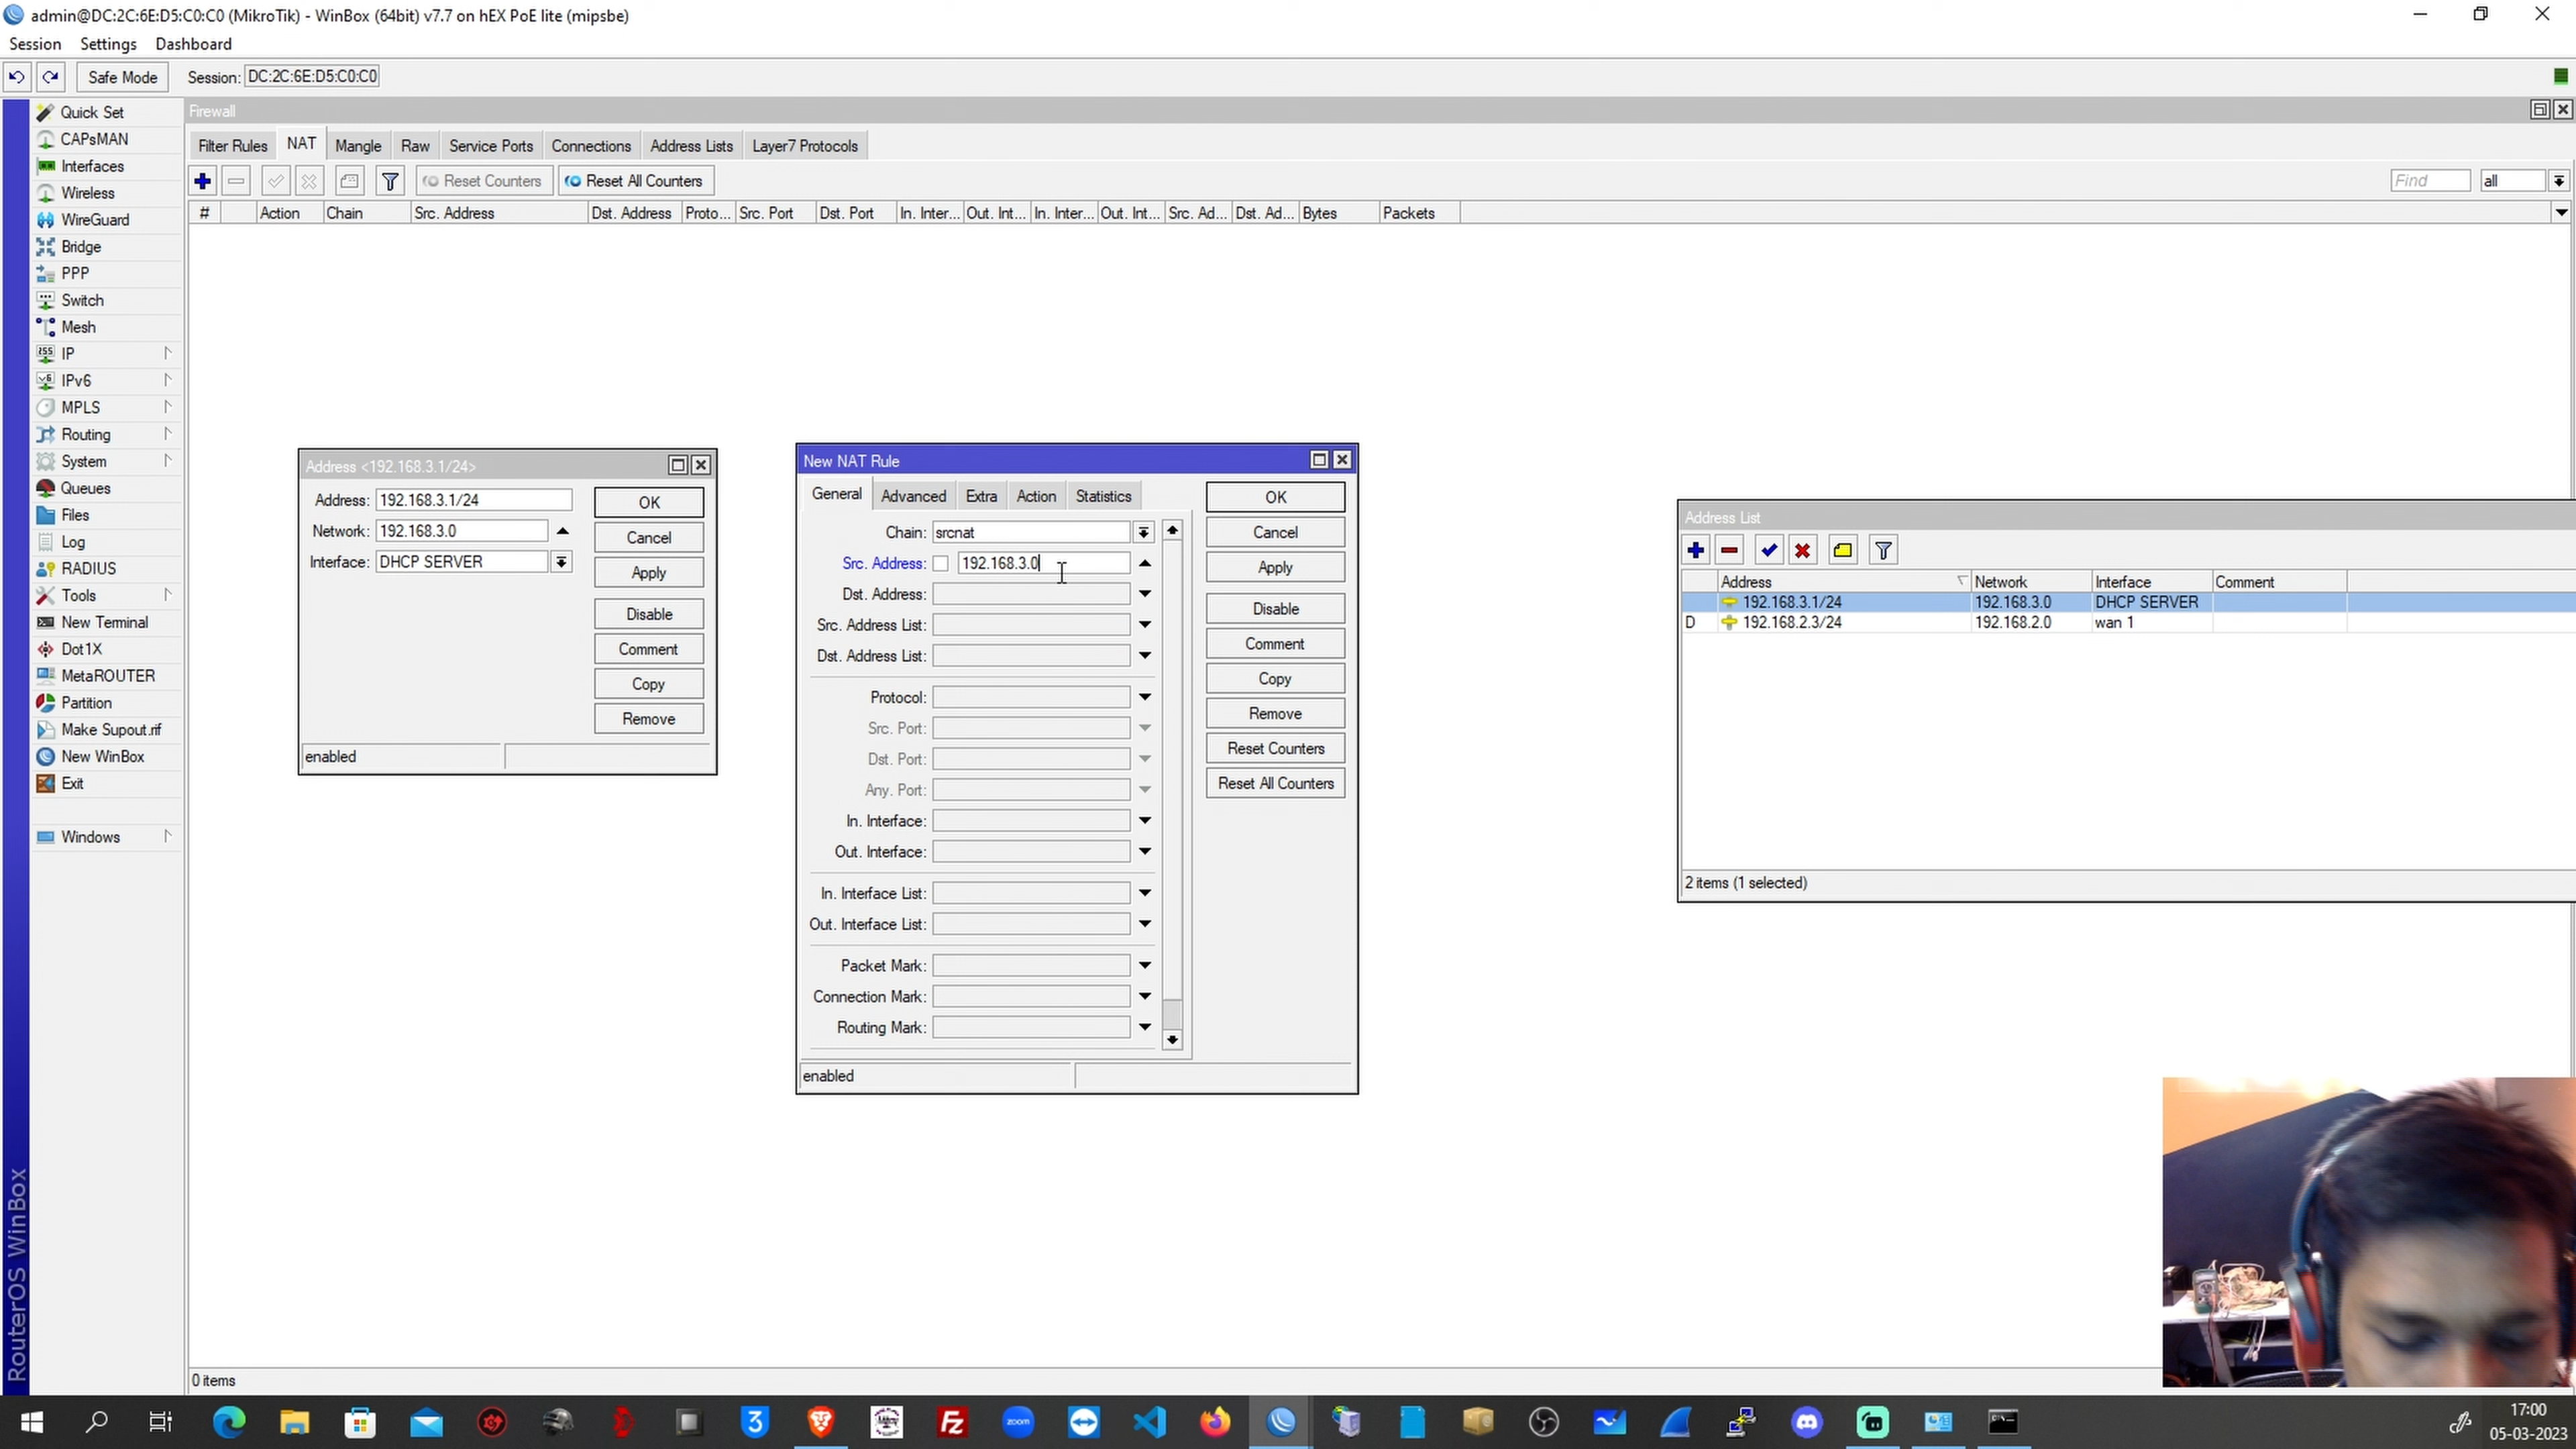 admin@DC:2C:6E:D5:C0:C0 (MikroTik) - WinBox (64bit) v7.7 on hEX PoE lite (mipsbe)
Session Settings Dashboard
Safe Mode Session: DC:2C:6E:D5:C0:C0
Quick Set
CAPsMAN
Interfaces
Wireless
WireGuard
Bridge
PPP
Switch
Mesh
IP
IPv6
MPLS
Routing
System
Queues
Files
Log
RADIUS
Tools
New Terminal
Dot1X
MetaROUTER
Partition
Make Supout.rif
New WinBox
Exit
Windows
RouterOS WinBox
Firewall
Filter Rules NAT Mangle Raw Service Ports Connections Address Lists Layer7 Protocols
Reset Counters Reset All Counters Find all
# Action Chain Src. Address Dst. Address Proto... Src. Port Dst. Port In. Inter... Out. Int... In. Inter... Out. Int... Src. Ad... Dst. Ad... Bytes Packets
Address <192.168.3.1/24>
Address: 192.168.3.1/24 OK
Network: 192.168.3.0 Cancel
Interface: DHCP SERVER Apply
Disable
Comment
Copy
Remove
enabled
New NAT Rule
General Advanced Extra Action Statistics OK
Chain: srcnat Cancel
Src. Address: 192.168.3.0 Apply
Dst. Address:
Src. Address List: Disable
Dst. Address List: Comment
Copy
Protocol: Remove
Src. Port: Reset Counters
Dst. Port: Reset All Counters
Any. Port:
In. Interface:
Out. Interface:
In. Interface List:
Out. Interface List:
Packet Mark:
Connection Mark:
Routing Mark:
enabled
Address List
Address Network Interface Comment
192.168.3.1/24 192.168.3.0 DHCP SERVER
D 192.168.2.3/24 192.168.2.0 wan 1
2 items (1 selected)
0 items
3
Fz
zoom
17:00
05-03-2023